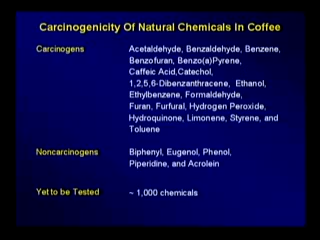 Carcinogenicity Of Natural Chemicals In Coffee
Carcinogens
Acetaldehyde, Benzaldehyde, Benzene,
Benzofuran, Benzo(a)Pyrene,
Caffeic Acid,Catechol,
1,2,5,6-Dibenzanthracene, Ethanol,
Ethylbenzene, Formaldehyde,
Furan, Furfural, Hydrogen Peroxide,
Hydroquinone, Limonene, Styrene, and
Toluene
Noncarcinogens
Biphenyl, Eugenol, Phenol,
Piperidine, and Acrolein
Yet to be Tested
~ 1,000 chemicals